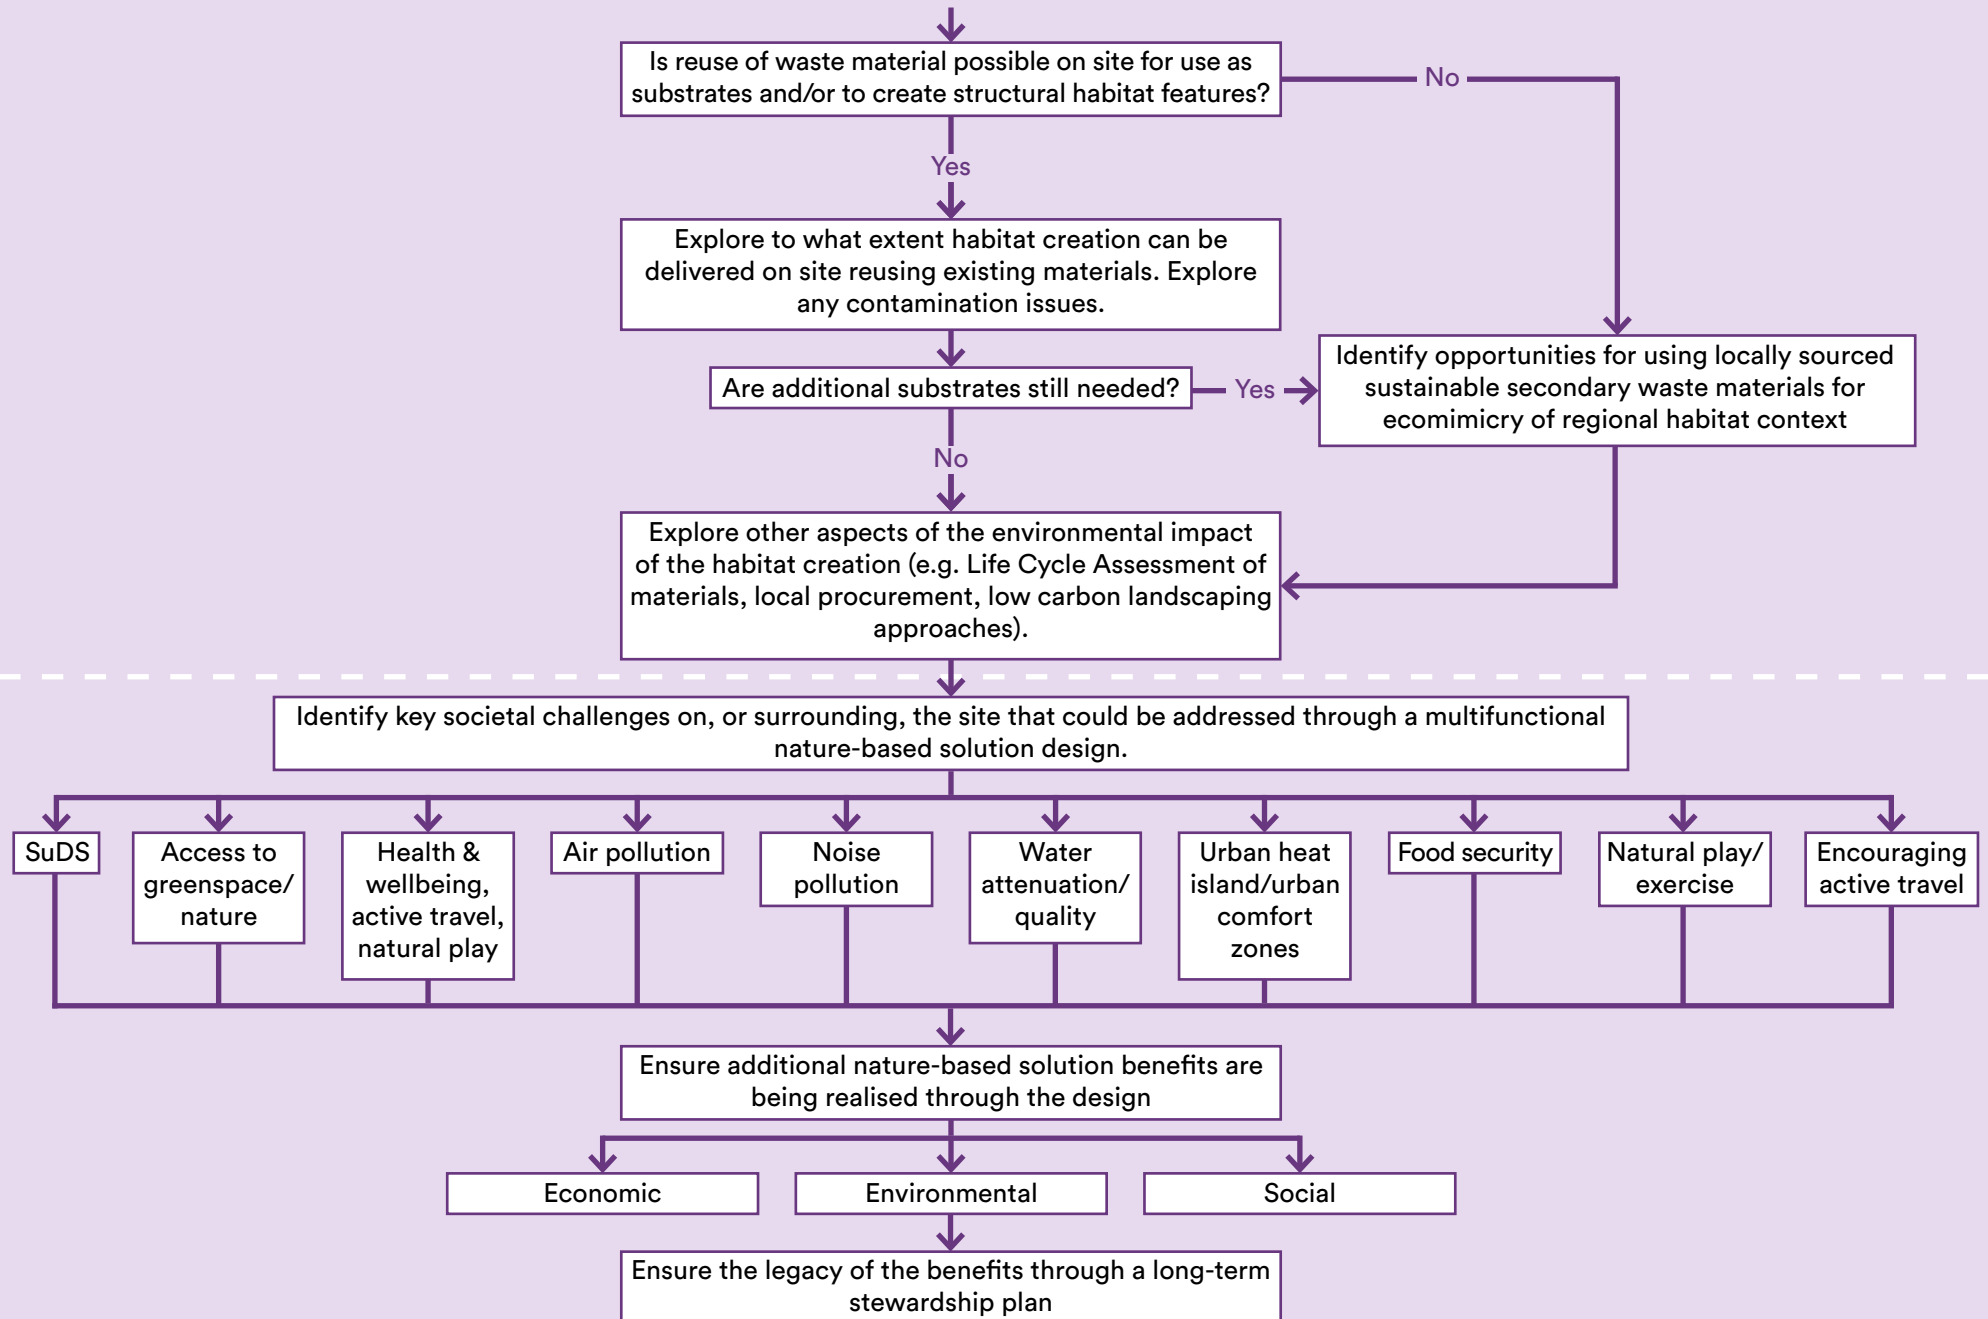 Is reuse of waste material possible on site for use as
substrates and/or to create structural habitat features?
No
Yes
Explore to what extent habitat creation can be
delivered on site reusing existing materials. Explore
any contamination issues.
Identify opportunities for using locally sourced
sustainable secondary waste materials for
ecomimicry of regional habitat context
Are additional substrates still needed?
Yes
No
Explore other aspects of the environmental impact
of the habitat creation (e.g. Life Cycle Assessment of
materials, local procurement, low carbon landscaping
approaches).
Identify key societal challenges on, or surrounding, the site that could be addressed through a multifunctional
nature-based solution design.
SuDS
Access to
greenspace/
nature
Health &
wellbeing,
active travel,
natural play
Air pollution
Noise
pollution
Water
attenuation/
quality
Urban heat
island/urban
comfort
zones
Food security
Natural play/
exercise
Encouraging
active travel
Ensure additional nature-based solution benefits are
being realised through the design
Economic
Environmental
Social
Ensure the legacy of the benefits through a long-term
stewardship plan